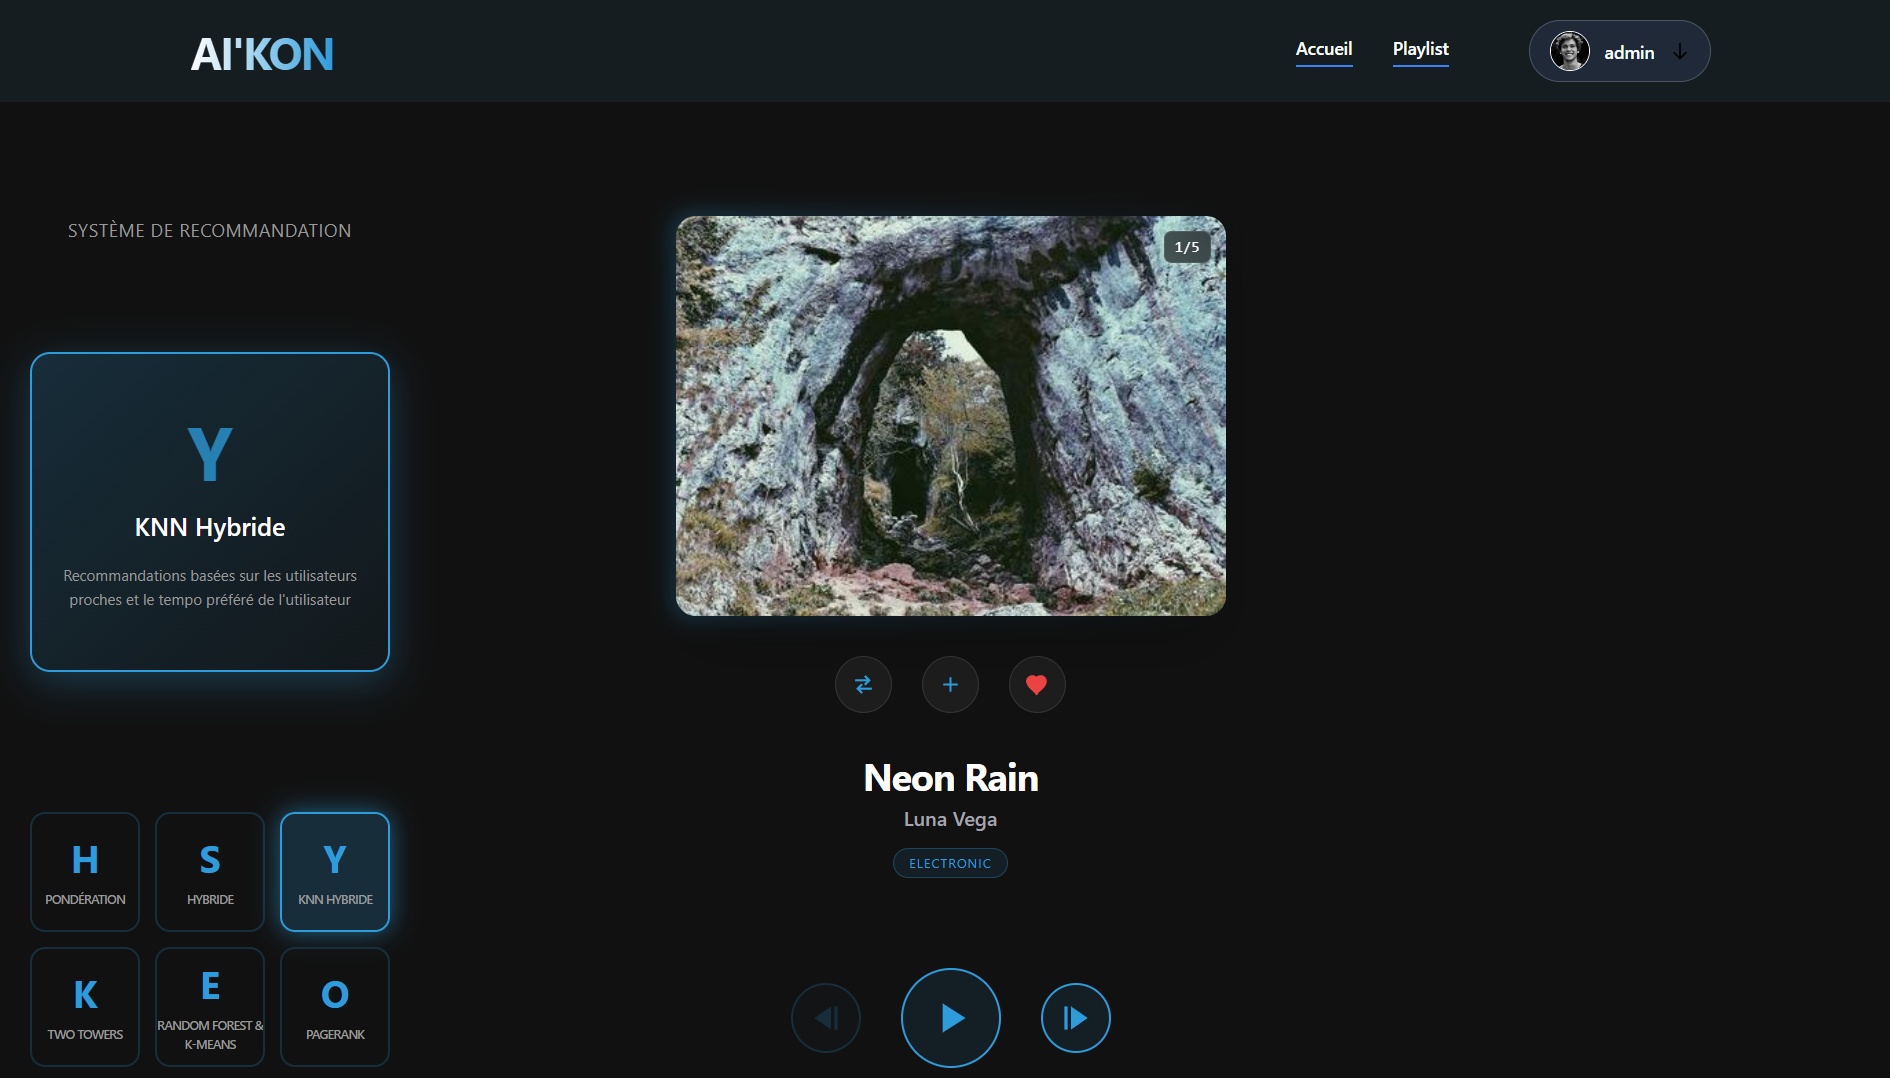 AI'KON
Accueil
Playlist
admin
SYSTÈME DE RECOMMANDATION
Y
KNN Hybride
Recommandations basées sur les utilisateurs
proches et le tempo préféré de l'utilisateur
H
PONDÉRATION
S
HYBRIDE
Y
KNN HYBRIDE
K
TWO TOWERS
E
RANDOM FOREST &
K-MEANS
O
PAGERANK
1/5
Neon Rain
Luna Vega
ELECTRONIC